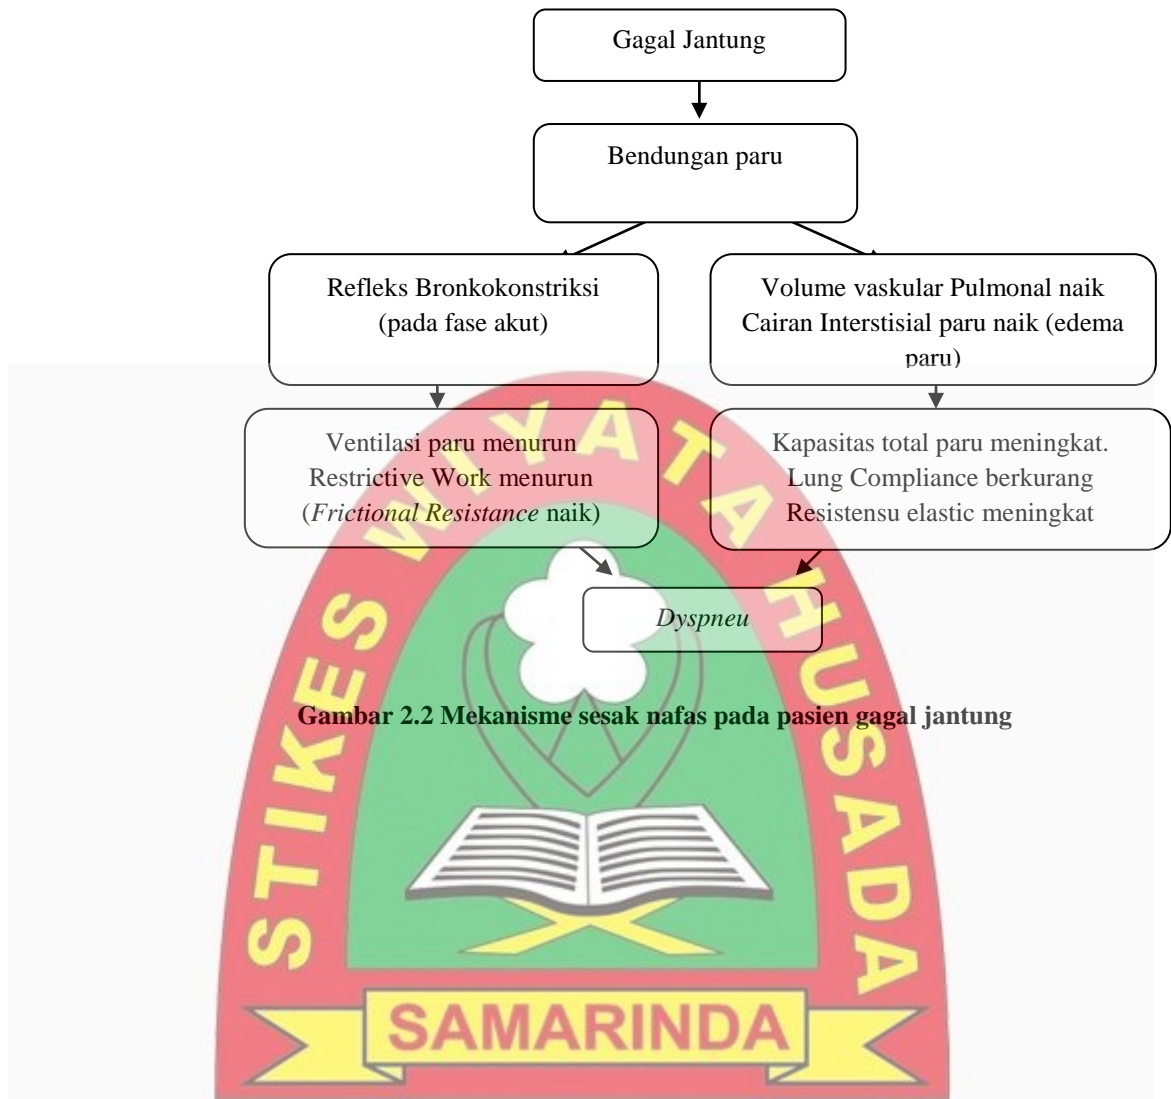 Gagal Jantung
Bendungan paru
Refleks Bronkokonstriksi
(pada fase akut)
Volume vaskular Pulmonal naik
Cairan Interstisial paru naik (edema
paru)
Ventilasi paru menurun
Restrictive Work menurun
(Frictional Resistance naik)
Kapasitas total paru meningkat.
Lung Compliance berkurang
Resistensu elastic meningkat
Dyspneu
Gambar 2.2 Mekanisme sesak nafas pada pasien gagal jantung
STIKES WIYATA HUSADA
SAMARINDA